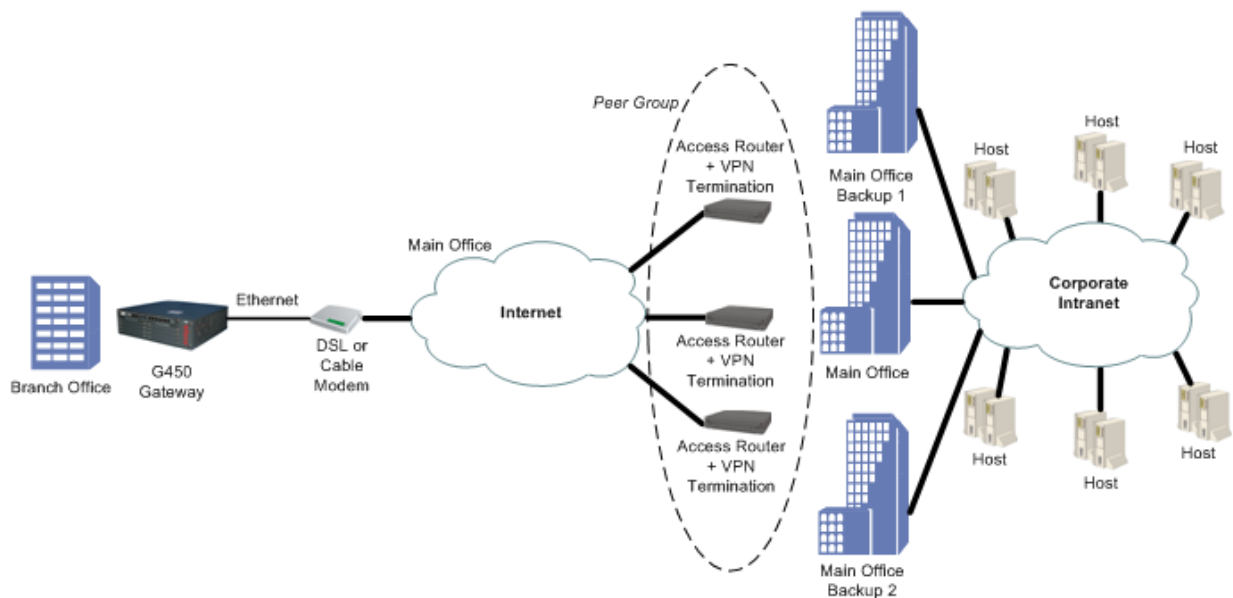 Peer Group
Access Router
+ VPN
Termination
Main Office
Internet
Branch Office
G450
Gateway
Ethernet
DSL or
Cable
Modem
Access Router
+ VPN
Termination
Access Router
+ VPN
Termination
Main Office
Backup 1
Main Office
Main Office
Backup 2
Host
Host
Host
Corporate
Intranet
Host
Host
Host